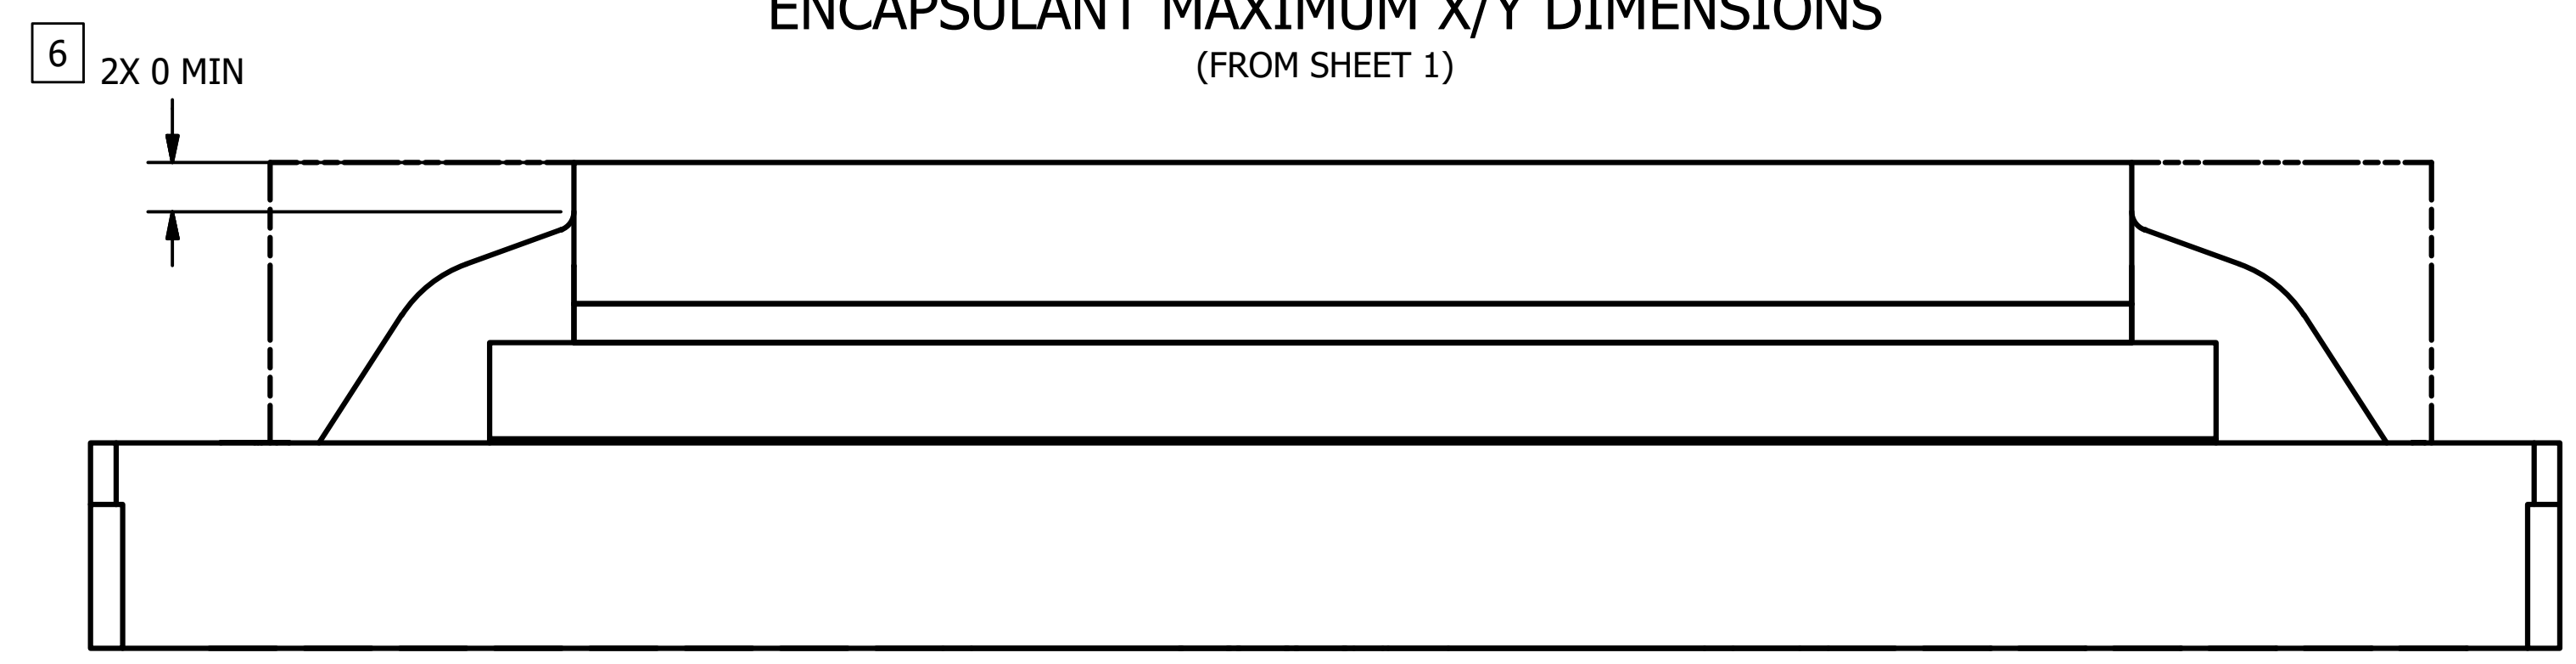 ENCAPSULANT MAXIMUM X/Y DIMENSIONS
(FROM SHEET 1)
6
2X 0 MIN